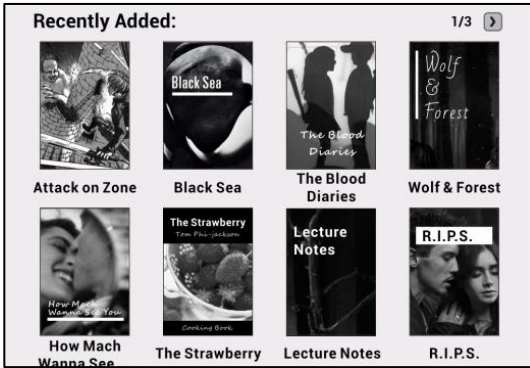 Recently Added:
1/3
Black Sea
The Blood
Diaries
Wolf
&
Forest
Attack on Zone
Black Sea
The Blood
Diaries
Wolf & Forest
How Mach
Wanna See You
The Strawberry
Tom Phi-jackson
Cooking Book
Lecture
Notes
R.I.P.S.
How Mach
Wanna See...
The Strawberry
Lecture Notes
R.I.P.S.